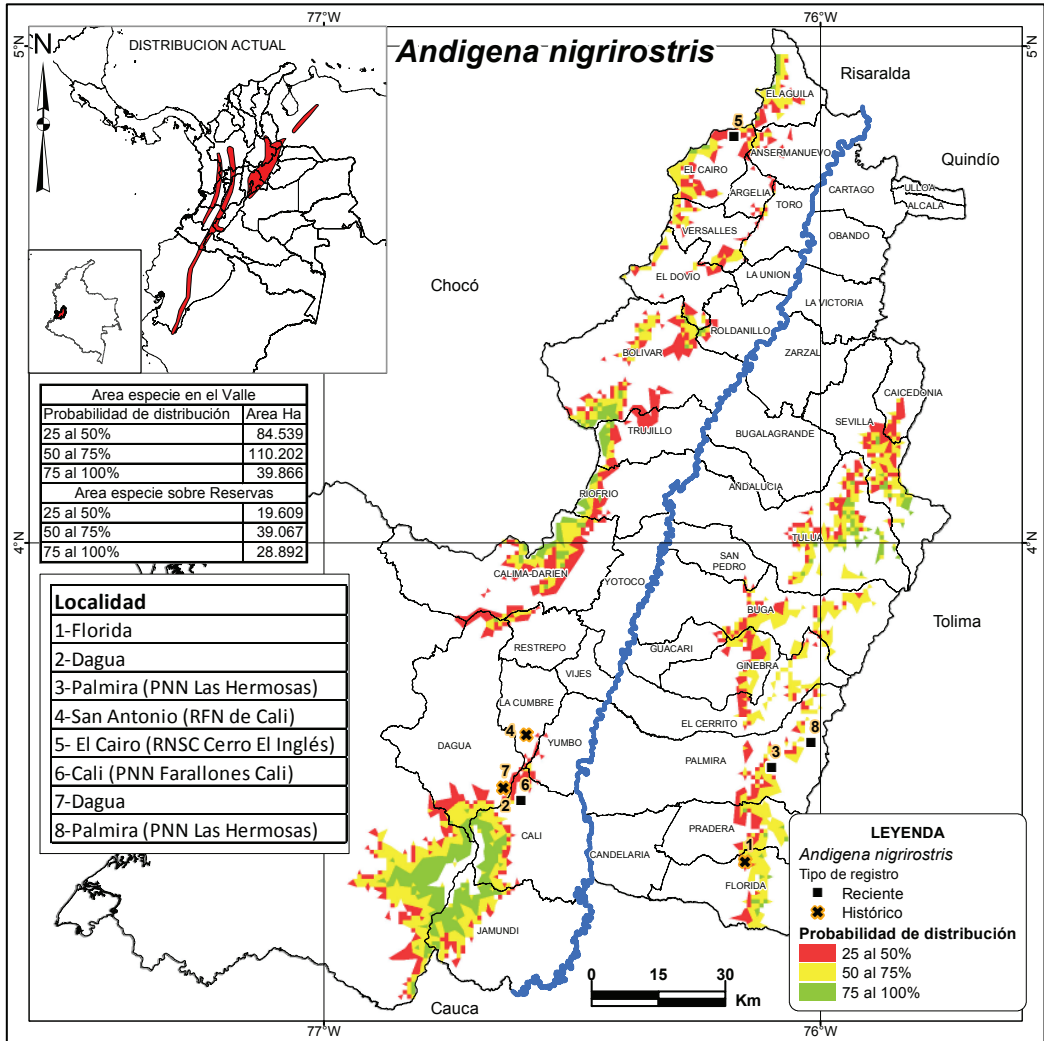 77°W
76°W
5°N
5°N
N
DISTRIBUCION ACTUAL
Andigena nigrirostris
Risaralda
EL AGUILA
5
ANSERMANUEVO
Quindío
EL CAIRO
ARGELIA
TORO
CARTAGO
ULLOA
ALCALA
VERSALLES
OBANDO
EL DOVIO
LA UNION
Chocó
LA VICTORIA
ROLDANILLO
BOLIVAR
ZARZAL
CAICEDONIA
SEVILLA
TRUJILLO
BUGALAGRANDE
Area especie en el Valle
Probabilidad de distribución Area Ha
25 al 50% 84.539
50 al 75% 110.202
75 al 100% 39.866
Area especie sobre Reservas
25 al 50% 19.609
50 al 75% 39.067
75 al 100% 28.892
ANDALUCIA
RIOFRIO
TULUA
4°N
4°N
SAN PEDRO
CALIMA-DARIEN
YOTOCO
BUGA
Tolima
Localidad
1-Florida
2-Dagua
3-Palmira (PNN Las Hermosas)
4-San Antonio (RFN de Cali)
5- El Cairo (RNSC Cerro El Inglés)
6-Cali (PNN Farallones Cali)
7-Dagua
8-Palmira (PNN Las Hermosas)
RESTREPO
GUACARI
VIJES
GINEBRA
LA CUMBRE
EL CERRITO
4
8
DAGUA
YUMBO
3
PALMIRA
7
6
2
CALI
PRADERA
1
CANDELARIA
FLORIDA
JAMUNDI
LEYENDA
Andigena nigrirostris
Tipo de registro
Reciente
Histórico
Probabilidad de distribución
25 al 50%
50 al 75%
75 al 100%
0 15 30
Km
Cauca
77°W
76°W